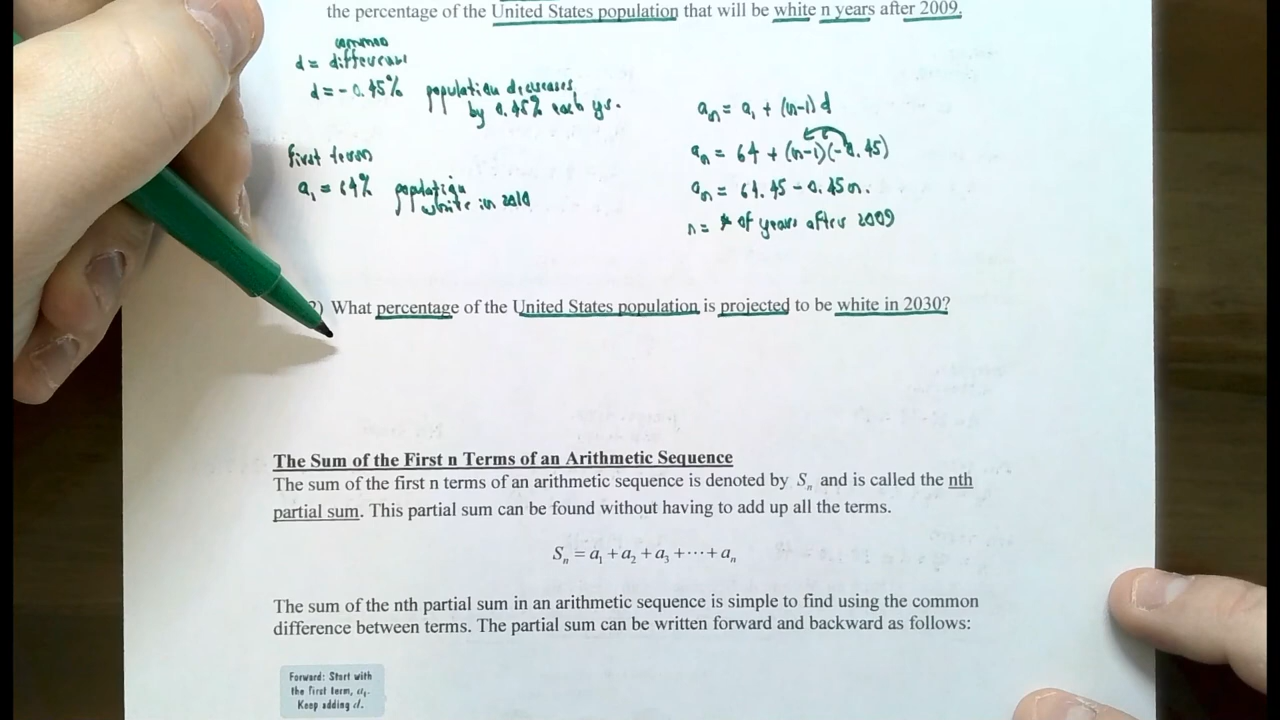 the percentage of the United States population that will be white n years after 2009.
common
d = difference
d = -0.45% population decreases
by 0.45% each yr.
first term
a₁ = 64% population
white in 2010
aₙ = a₁ + (n-1)d
aₙ = 64 + (n-1)(-0.45)
aₙ = 64.45 - 0.45n.
n = # of years after 2009
2) What percentage of the United States population is projected to be white in 2030?
The Sum of the First n Terms of an Arithmetic Sequence
The sum of the first n terms of an arithmetic sequence is denoted by Sₙ and is called the nth
partial sum. This partial sum can be found without having to add up all the terms.
Sₙ = a₁ + a₂ + a₃ + ⋯ + aₙ
The sum of the nth partial sum in an arithmetic sequence is simple to find using the common
difference between terms. The partial sum can be written forward and backward as follows:
Forward: Start with
the first term, a₁.
Keep adding d.